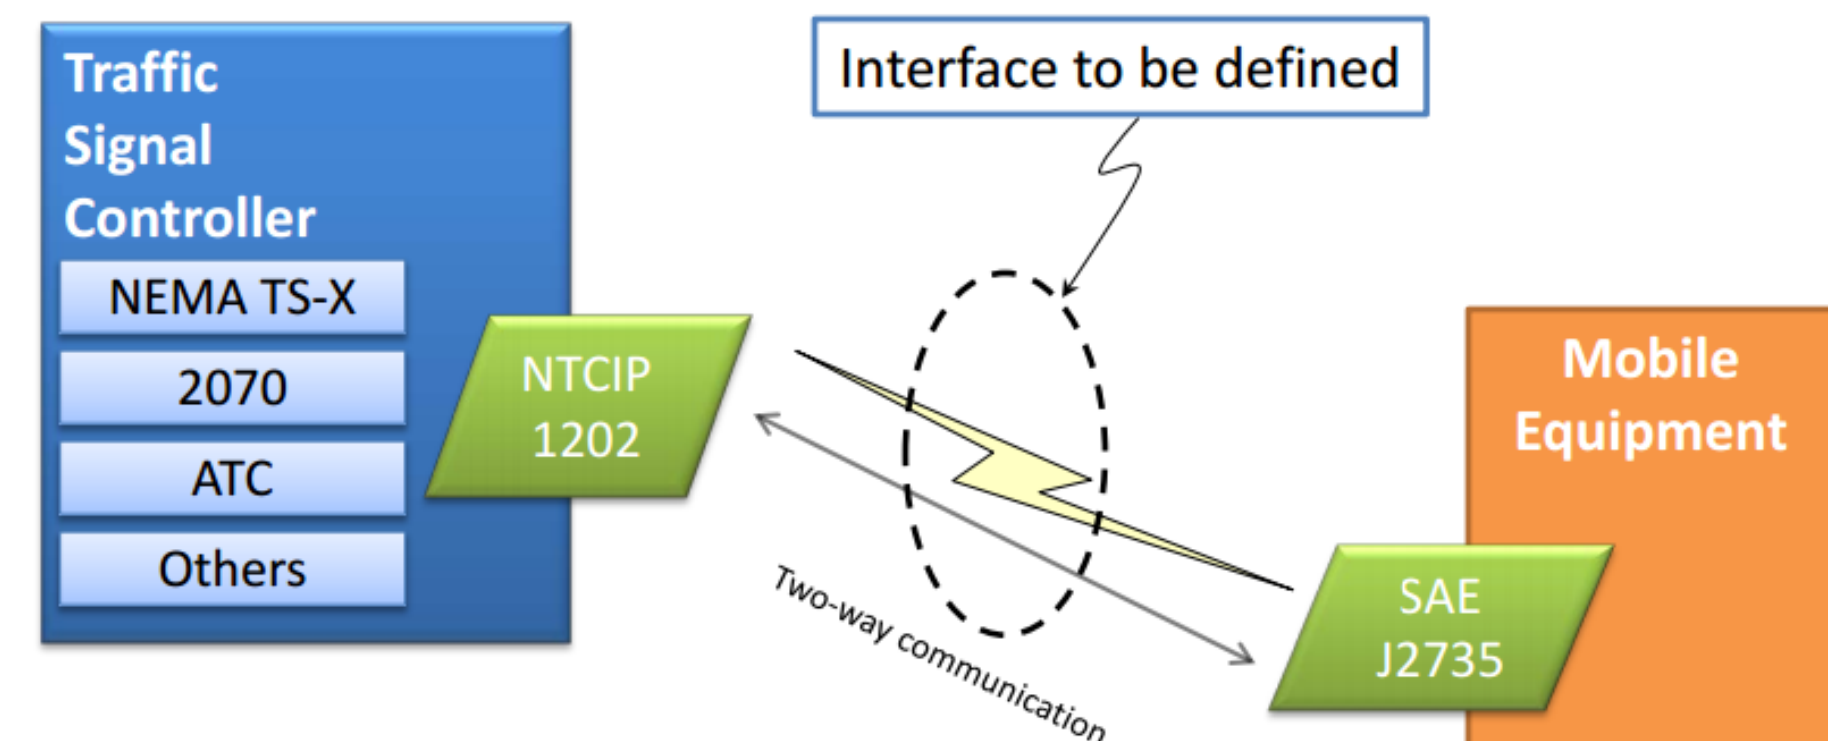 Traffic
Signal
Controller
NEMA TS-X
2070
ATC
Others
NTCIP
1202
Interface to be defined
Two-way communication
Mobile
Equipment
SAE
J2735